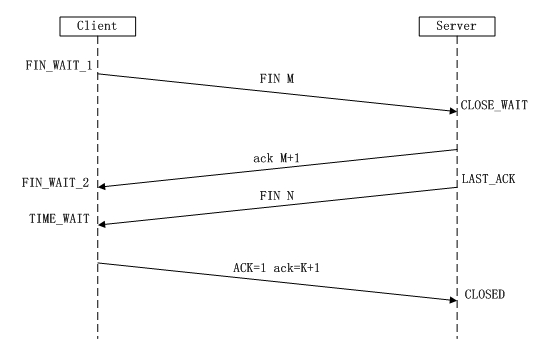 Client
Server
FIN_WAIT_1
FIN M
CLOSE_WAIT
ack M+1
FIN_WAIT_2
LAST_ACK
FIN N
TIME_WAIT
ACK=1 ack=K+1
CLOSED